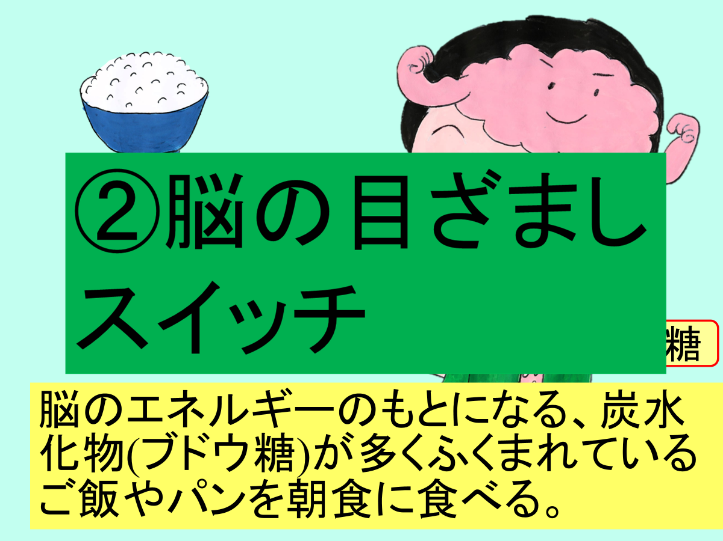 ②脳の目ざまし
スイッチ
糖
脳のエネルギーのもとになる、炭水
化物(ブドウ糖)が多くふくまれている
ご飯やパンを朝食に食べる。